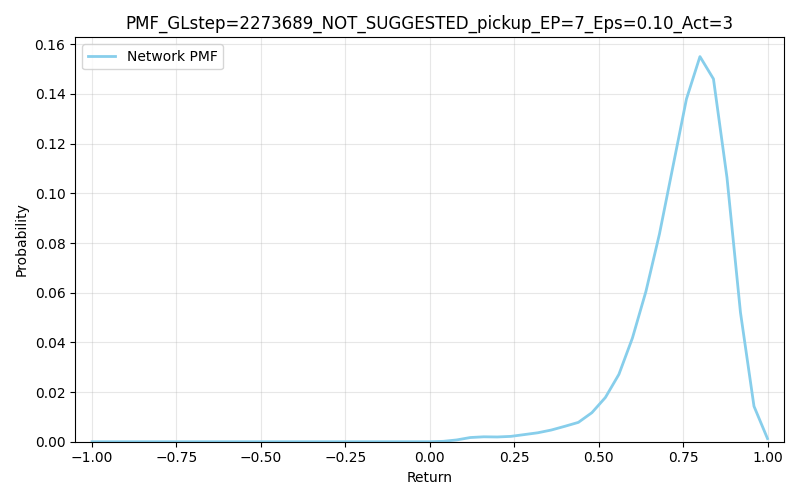 PMF_GLstep=2273689_NOT_SUGGESTED_pickup_EP=7_Eps=0.10_Act=3
Network PMF
Probability
0.16
0.14
0.12
0.10
0.08
0.06
0.04
0.02
0.00
−1.00 −0.75 −0.50 −0.25 0.00 0.25 0.50 0.75 1.00
Return